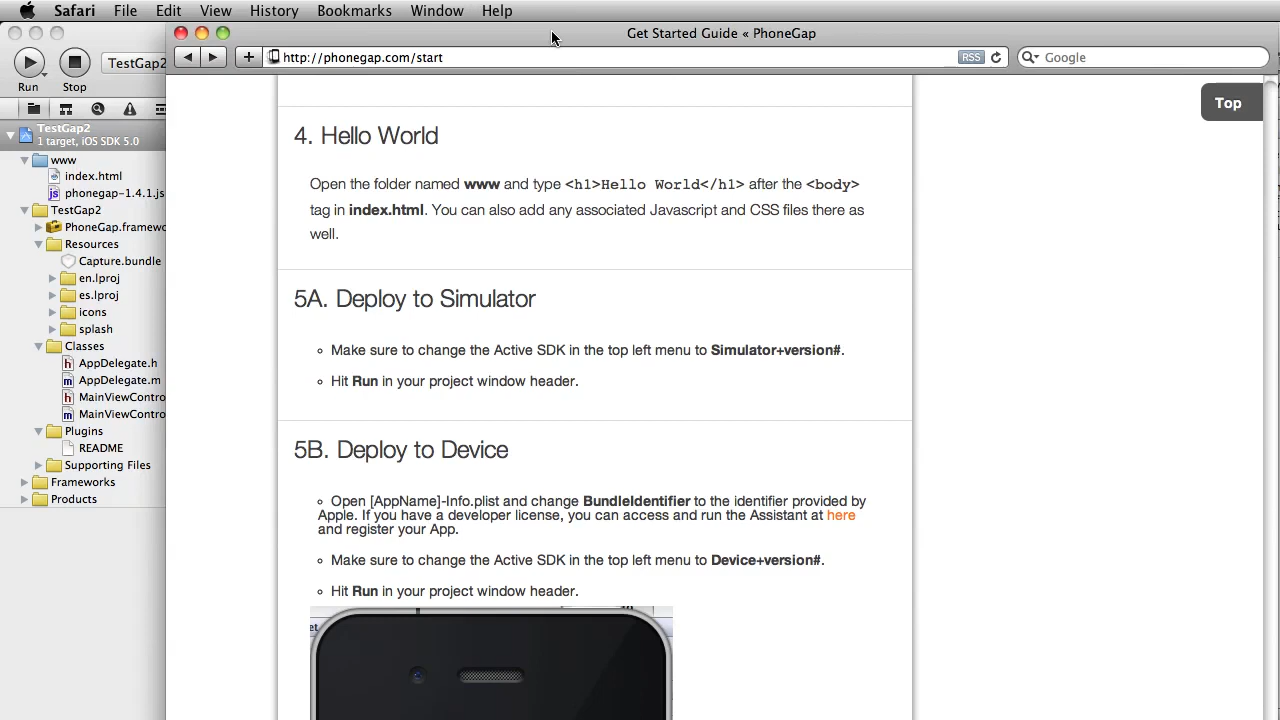 Safari File Edit View History Bookmarks Window Help
Get Started Guide « PhoneGap
http://phonegap.com/start
RSS
Google
TestGap2
Run
Stop
TestGap2
1 target, iOS SDK 5.0
www
index.html
phonegap-1.4.1.js
TestGap2
PhoneGap.framewo
Resources
Capture.bundle
en.lproj
es.lproj
icons
splash
Classes
AppDelegate.h
AppDelegate.m
MainViewContro
MainViewContro
Plugins
README
Supporting Files
Frameworks
Products
Top
4. Hello World
Open the folder named www and type <h1>Hello World</h1> after the <body>
tag in index.html. You can also add any associated Javascript and CSS files there as
well.
5A. Deploy to Simulator
Make sure to change the Active SDK in the top left menu to Simulator+version#.
Hit Run in your project window header.
5B. Deploy to Device
Open [AppName]-Info.plist and change BundleIdentifier to the identifier provided by
Apple. If you have a developer license, you can access and run the Assistant at here
and register your App.
Make sure to change the Active SDK in the top left menu to Device+version#.
Hit Run in your project window header.